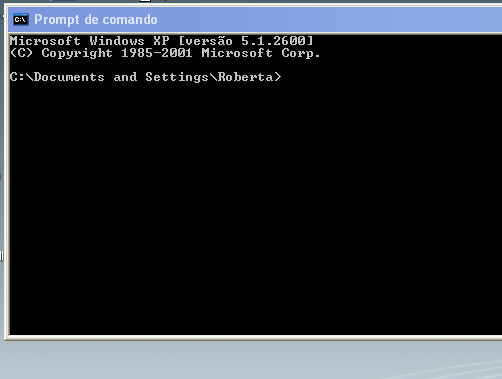 C:\
Prompt de comando
Microsoft Windows XP [versão 5.1.2600]
(C) Copyright 1985-2001 Microsoft Corp.
C:\Documents and Settings\Roberta>